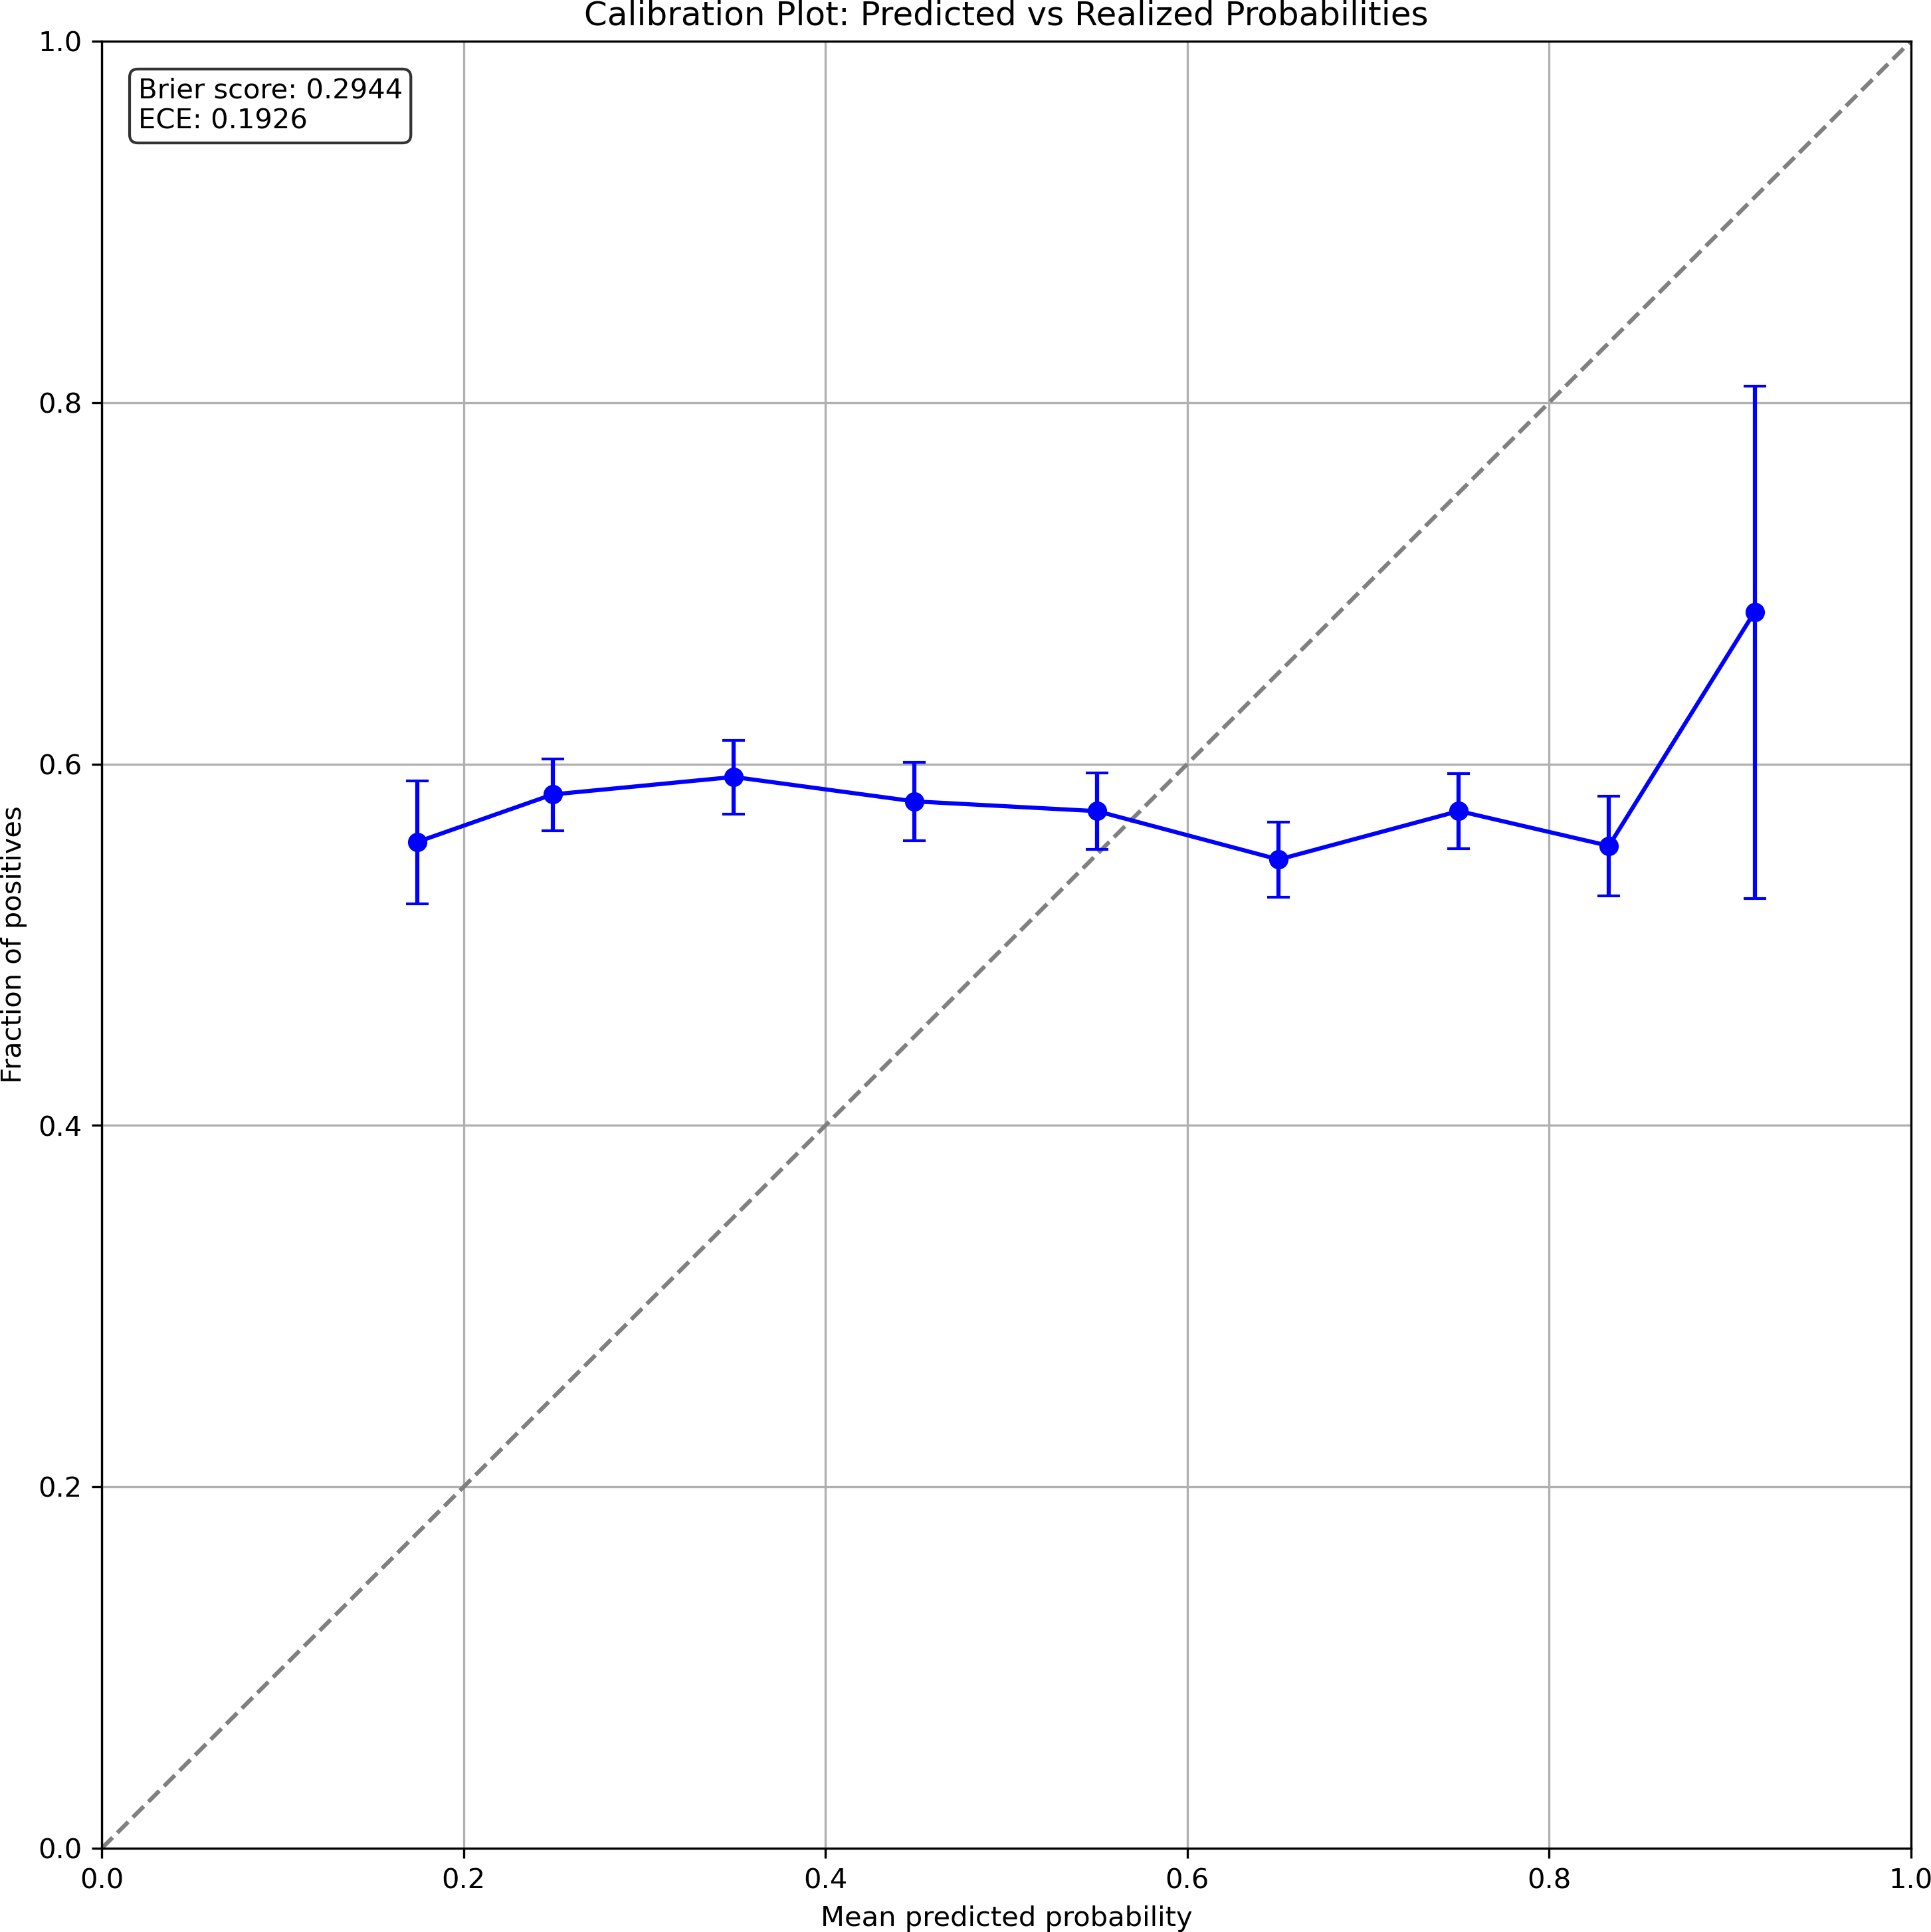 Calibration Plot: Predicted vs Realized Probabilities
Brier score: 0.2944
ECE: 0.1926
1.0
0.8
0.6
0.4
0.2
0.0
Fraction of positives
0.0 0.2 0.4 0.6 0.8 1.0
Mean predicted probability